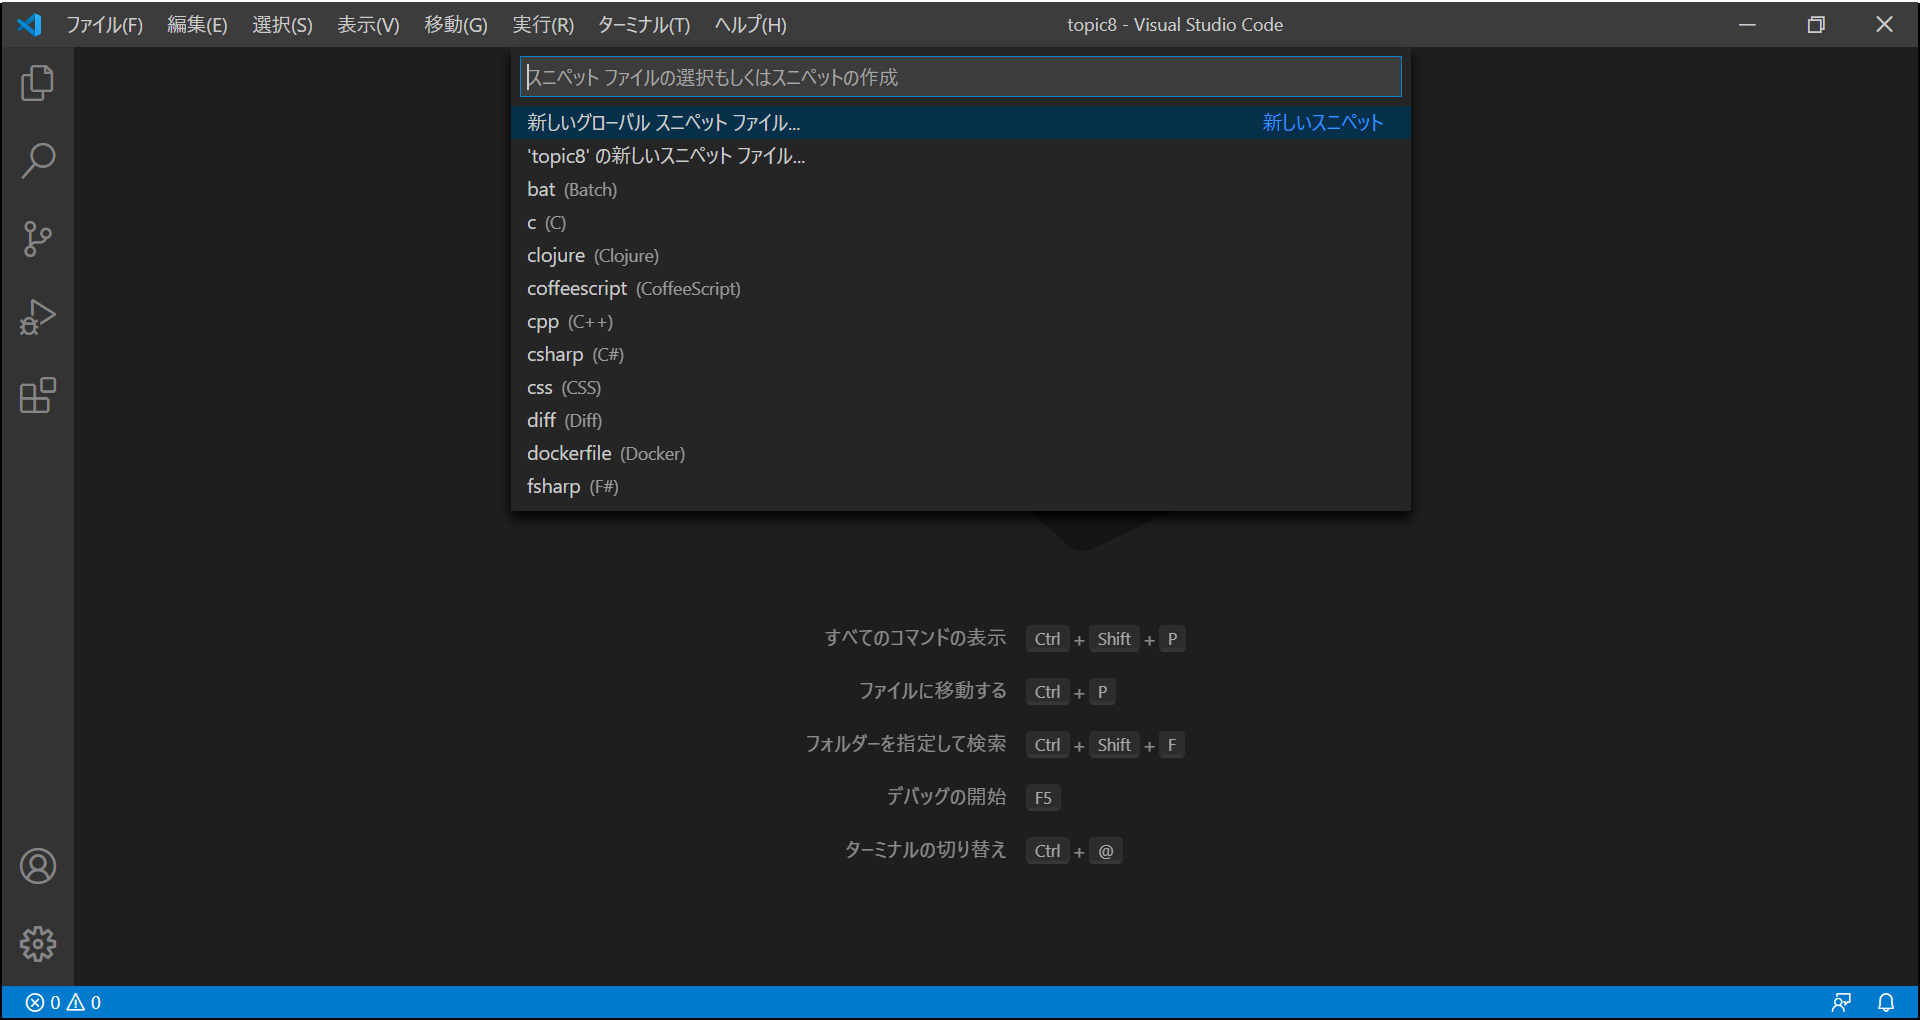 ファイル(F) 編集(E) 選択(S) 表示(V) 移動(G) 実行(R) ターミナル(T) ヘルプ(H) topic8 - Visual Studio Code
スニペット ファイルの選択もしくはスニペットの作成
新しいグローバル スニペット ファイル... 新しいスニペット
'topic8' の新しいスニペット ファイル...
bat (Batch)
c (C)
clojure (Clojure)
coffeescript (CoffeeScript)
cpp (C++)
csharp (C#)
css (CSS)
diff (Diff)
dockerfile (Docker)
fsharp (F#)
すべてのコマンドの表示 Ctrl + Shift + P
ファイルに移動する Ctrl + P
フォルダーを指定して検索 Ctrl + Shift + F
デバッグの開始 F5
ターミナルの切り替え Ctrl + @
0 0